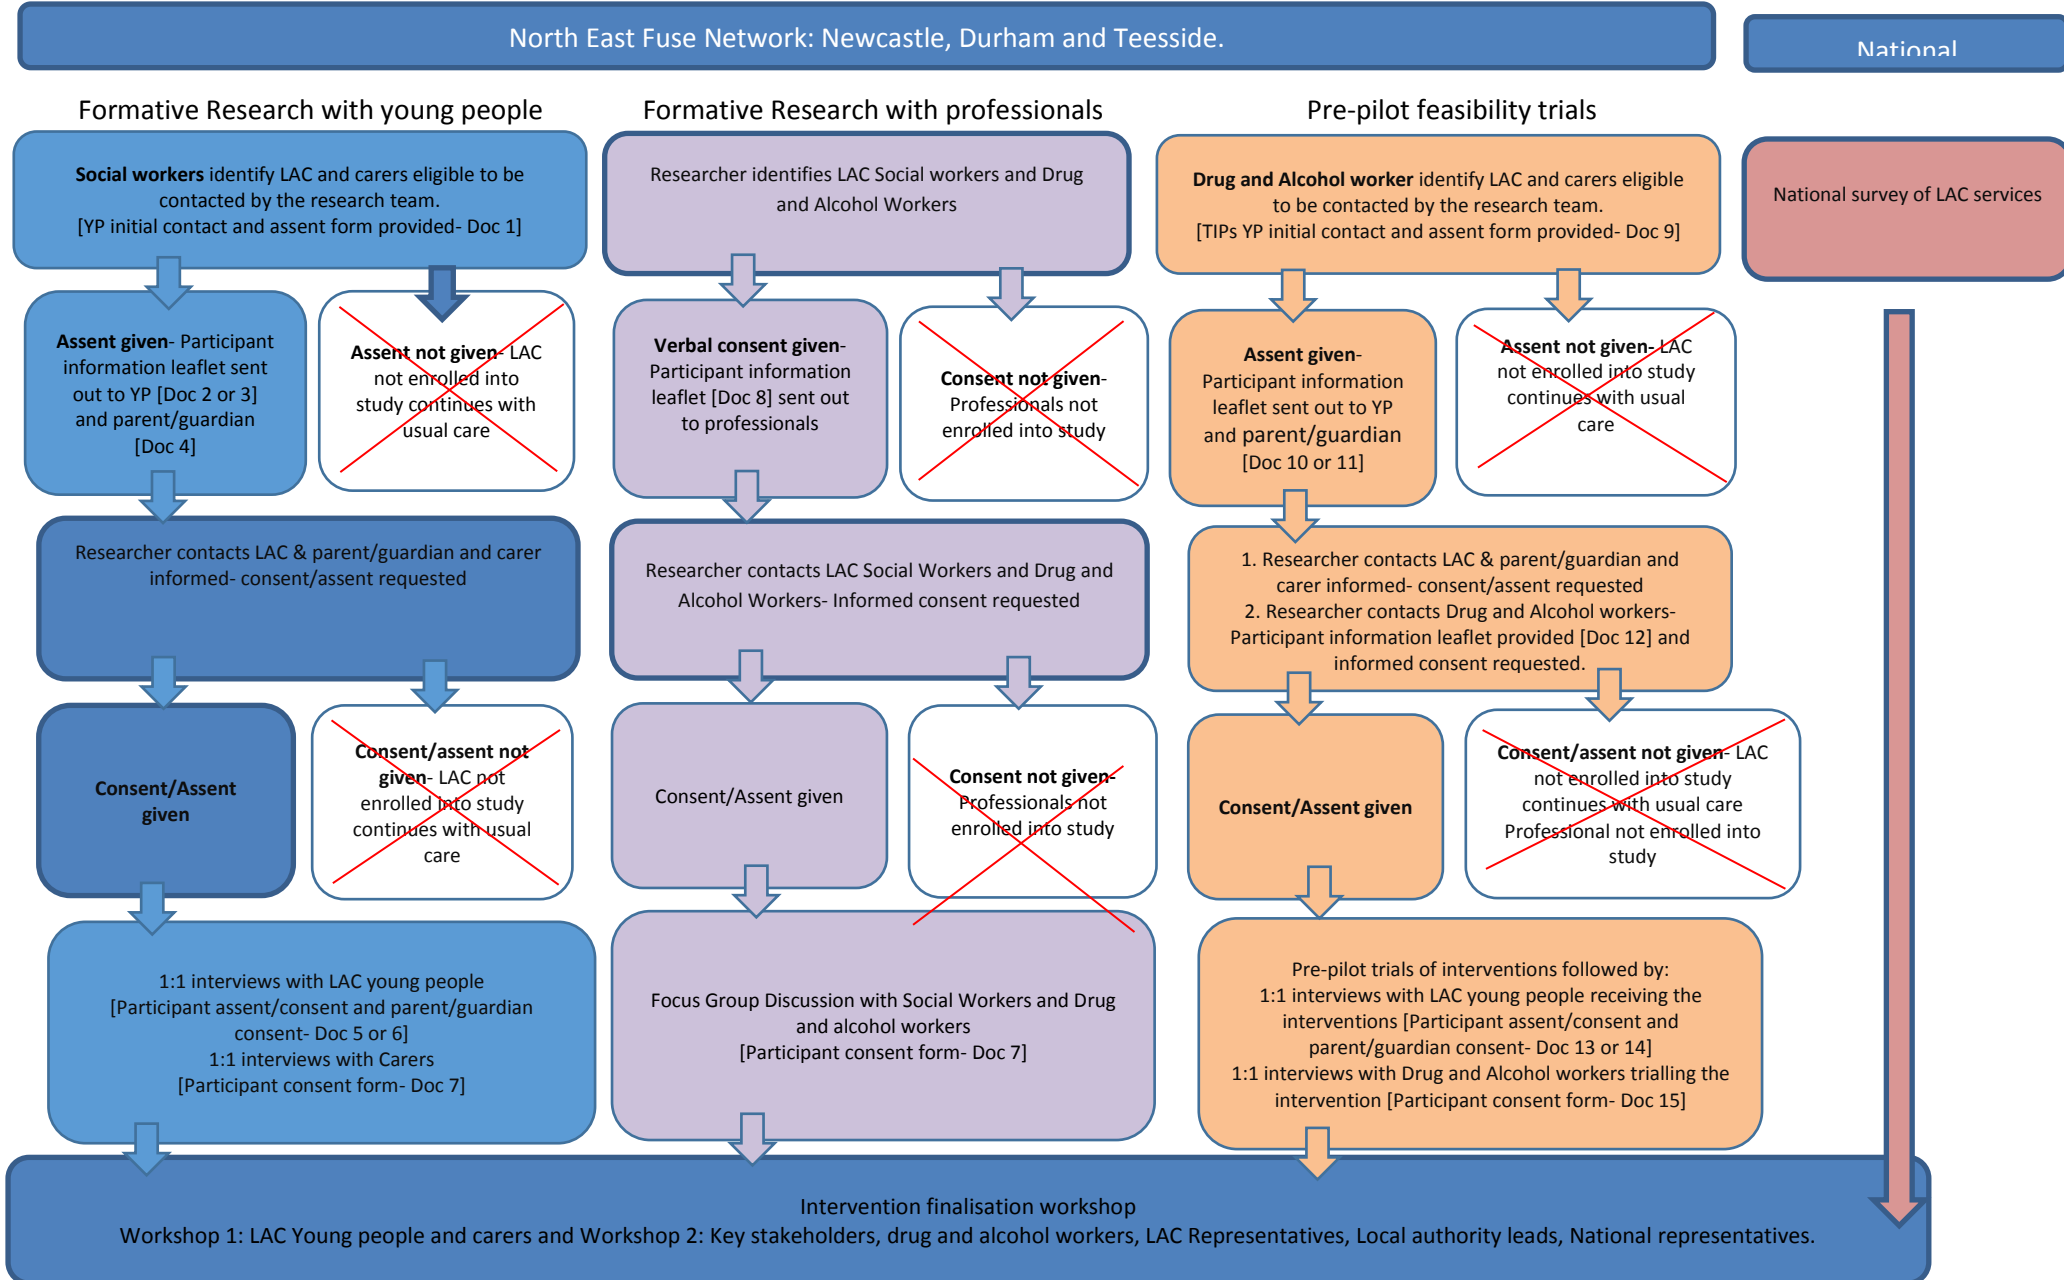 North East Fuse Network: Newcastle, Durham and Teesside.
National
Formative Research with young people
Formative Research with professionals
Pre-pilot feasibility trials
Social workers identify LAC and carers eligible to be
contacted by the research team.
[YP initial contact and assent form provided- Doc 1]
Researcher identifies LAC Social workers and Drug
and Alcohol Workers
Drug and Alcohol worker identify LAC and carers eligible
to be contacted by the research team.
[TIPs YP initial contact and assent form provided- Doc 9]
National survey of LAC services
Assent given- Participant
information leaflet sent
out to YP [Doc 2 or 3]
and parent/guardian
[Doc 4]
Assent not given- LAC
not enrolled into
study continues with
usual care
Verbal consent given-
Participant information
leaflet [Doc 8] sent out
to professionals
Consent not given-
Professionals not
enrolled into study
Assent given-
Participant information
leaflet sent out to YP
and parent/guardian
[Doc 10 or 11]
Assent not given- LAC
not enrolled into study
continues with usual
care
Researcher contacts LAC & parent/guardian and carer
informed- consent/assent requested
Researcher contacts LAC Social Workers and Drug and
Alcohol Workers- Informed consent requested
1. Researcher contacts LAC & parent/guardian and
carer informed- consent/assent requested
2. Researcher contacts Drug and Alcohol workers-
Participant information leaflet provided [Doc 12] and
informed consent requested.
Consent/Assent
given
Consent/assent not
given- LAC not
enrolled into study
continues with usual
care
Consent/Assent given
Consent not given-
Professionals not
enrolled into study
Consent/Assent given
Consent/assent not given- LAC
not enrolled into study
continues with usual care
Professional not enrolled into
study
1:1 interviews with LAC young people
[Participant assent/consent and parent/guardian
consent- Doc 5 or 6]
1:1 interviews with Carers
[Participant consent form- Doc 7]
Focus Group Discussion with Social Workers and Drug
and alcohol workers
[Participant consent form- Doc 7]
Pre-pilot trials of interventions followed by:
1:1 interviews with LAC young people receiving the
interventions [Participant assent/consent and
parent/guardian consent- Doc 13 or 14]
1:1 interviews with Drug and Alcohol workers trialling the
intervention [Participant consent form- Doc 15]
Intervention finalisation workshop
Workshop 1: LAC Young people and carers and Workshop 2: Key stakeholders, drug and alcohol workers, LAC Representatives, Local authority leads, National representatives.